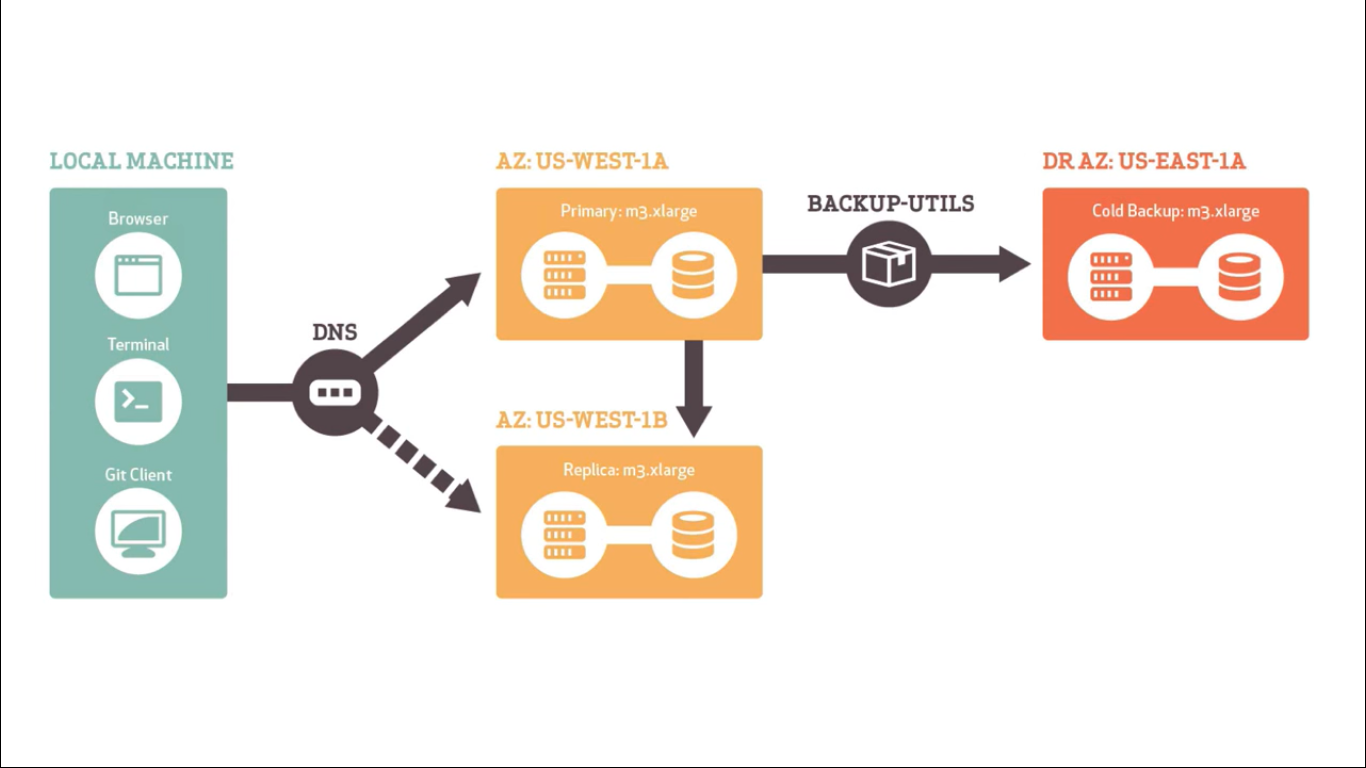 LOCAL MACHINE
Browser
Terminal
Git Client
DNS
AZ: US-WEST-1A
Primary: m3.xlarge
AZ: US-WEST-1B
Replica: m3.xlarge
BACKUP-UTILS
DR AZ: US-EAST-1A
Cold Backup: m3.xlarge